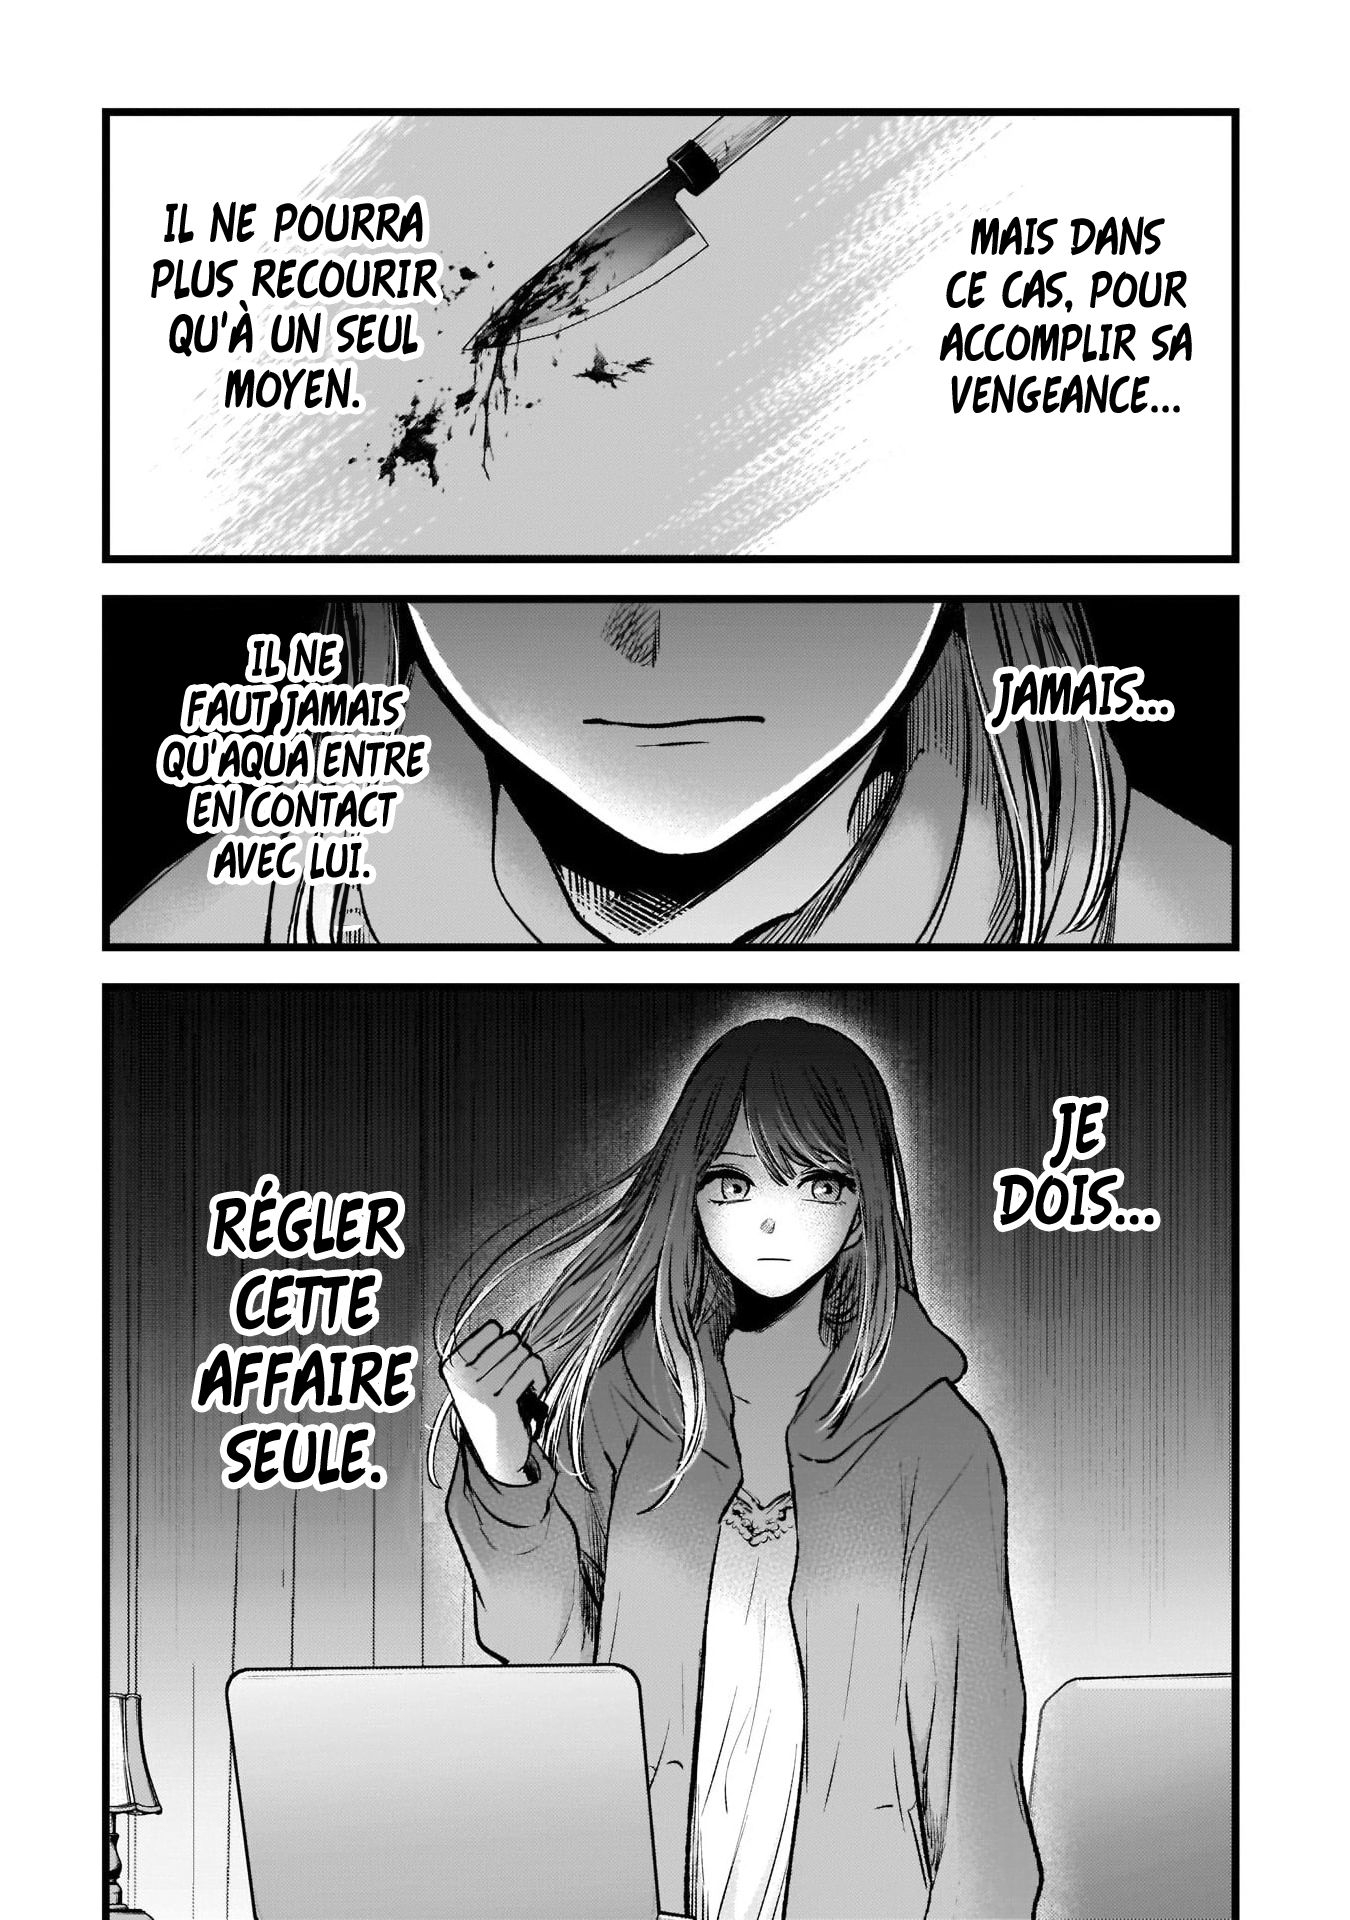 MAIS DANS
CE CAS, POUR
ACCOMPLIR SA
VENGEANCE...
IL NE POURRA
PLUS RECOURIR
QU'À UN SEUL
MOYEN.
JAMAIS...
IL NE
FAUT JAMAIS
QU'AQUA ENTRE
EN CONTACT
AVEC LUI.
JE
DOIS...
RÉGLER
CETTE
AFFAIRE
SEULE.